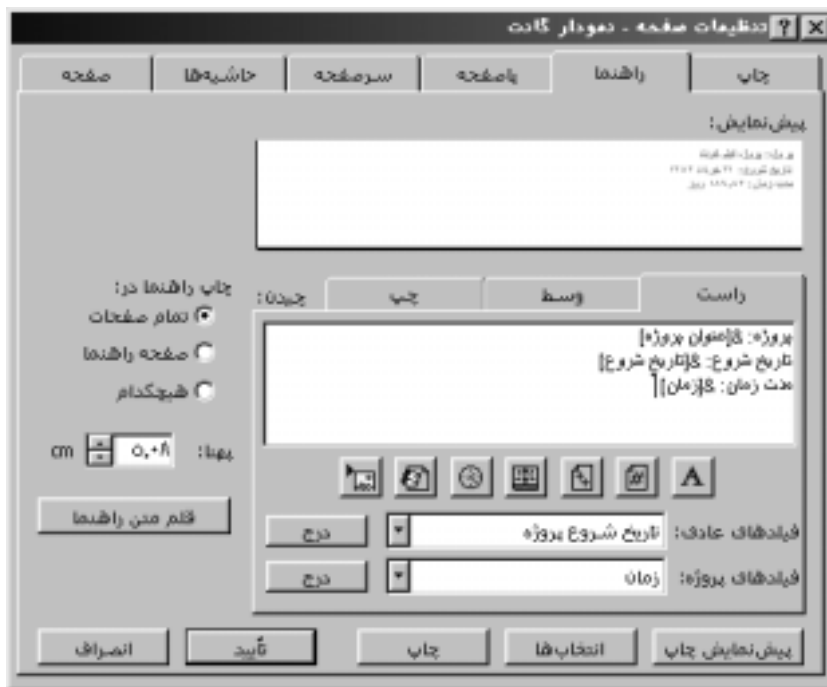 تنظیمات صفحه - نمودار گانت
چاپ
راهنما
پاصفحه
سرصفحه
حاشیه‌ها
صفحه
پیش‌نمایش:
راست
وسط
چپ
چیدن:
پروژه: &[عنوان پروژه]
تاریخ شروع: &[تاریخ شروع]
مدت زمان: &[زمان]
A
فیلدهای عادی:
تاریخ شروع پروژه
درج
فیلدهای پروژه:
زمان
درج
چاپ راهنما در:
تمام صفحات
صفحه راهنما
هیچکدام
پهنا: ۵,۰۸ cm
قلم متن راهنما
پیش‌نمایش چاپ
انتخاب‌ها
چاپ
تأیید
انصراف